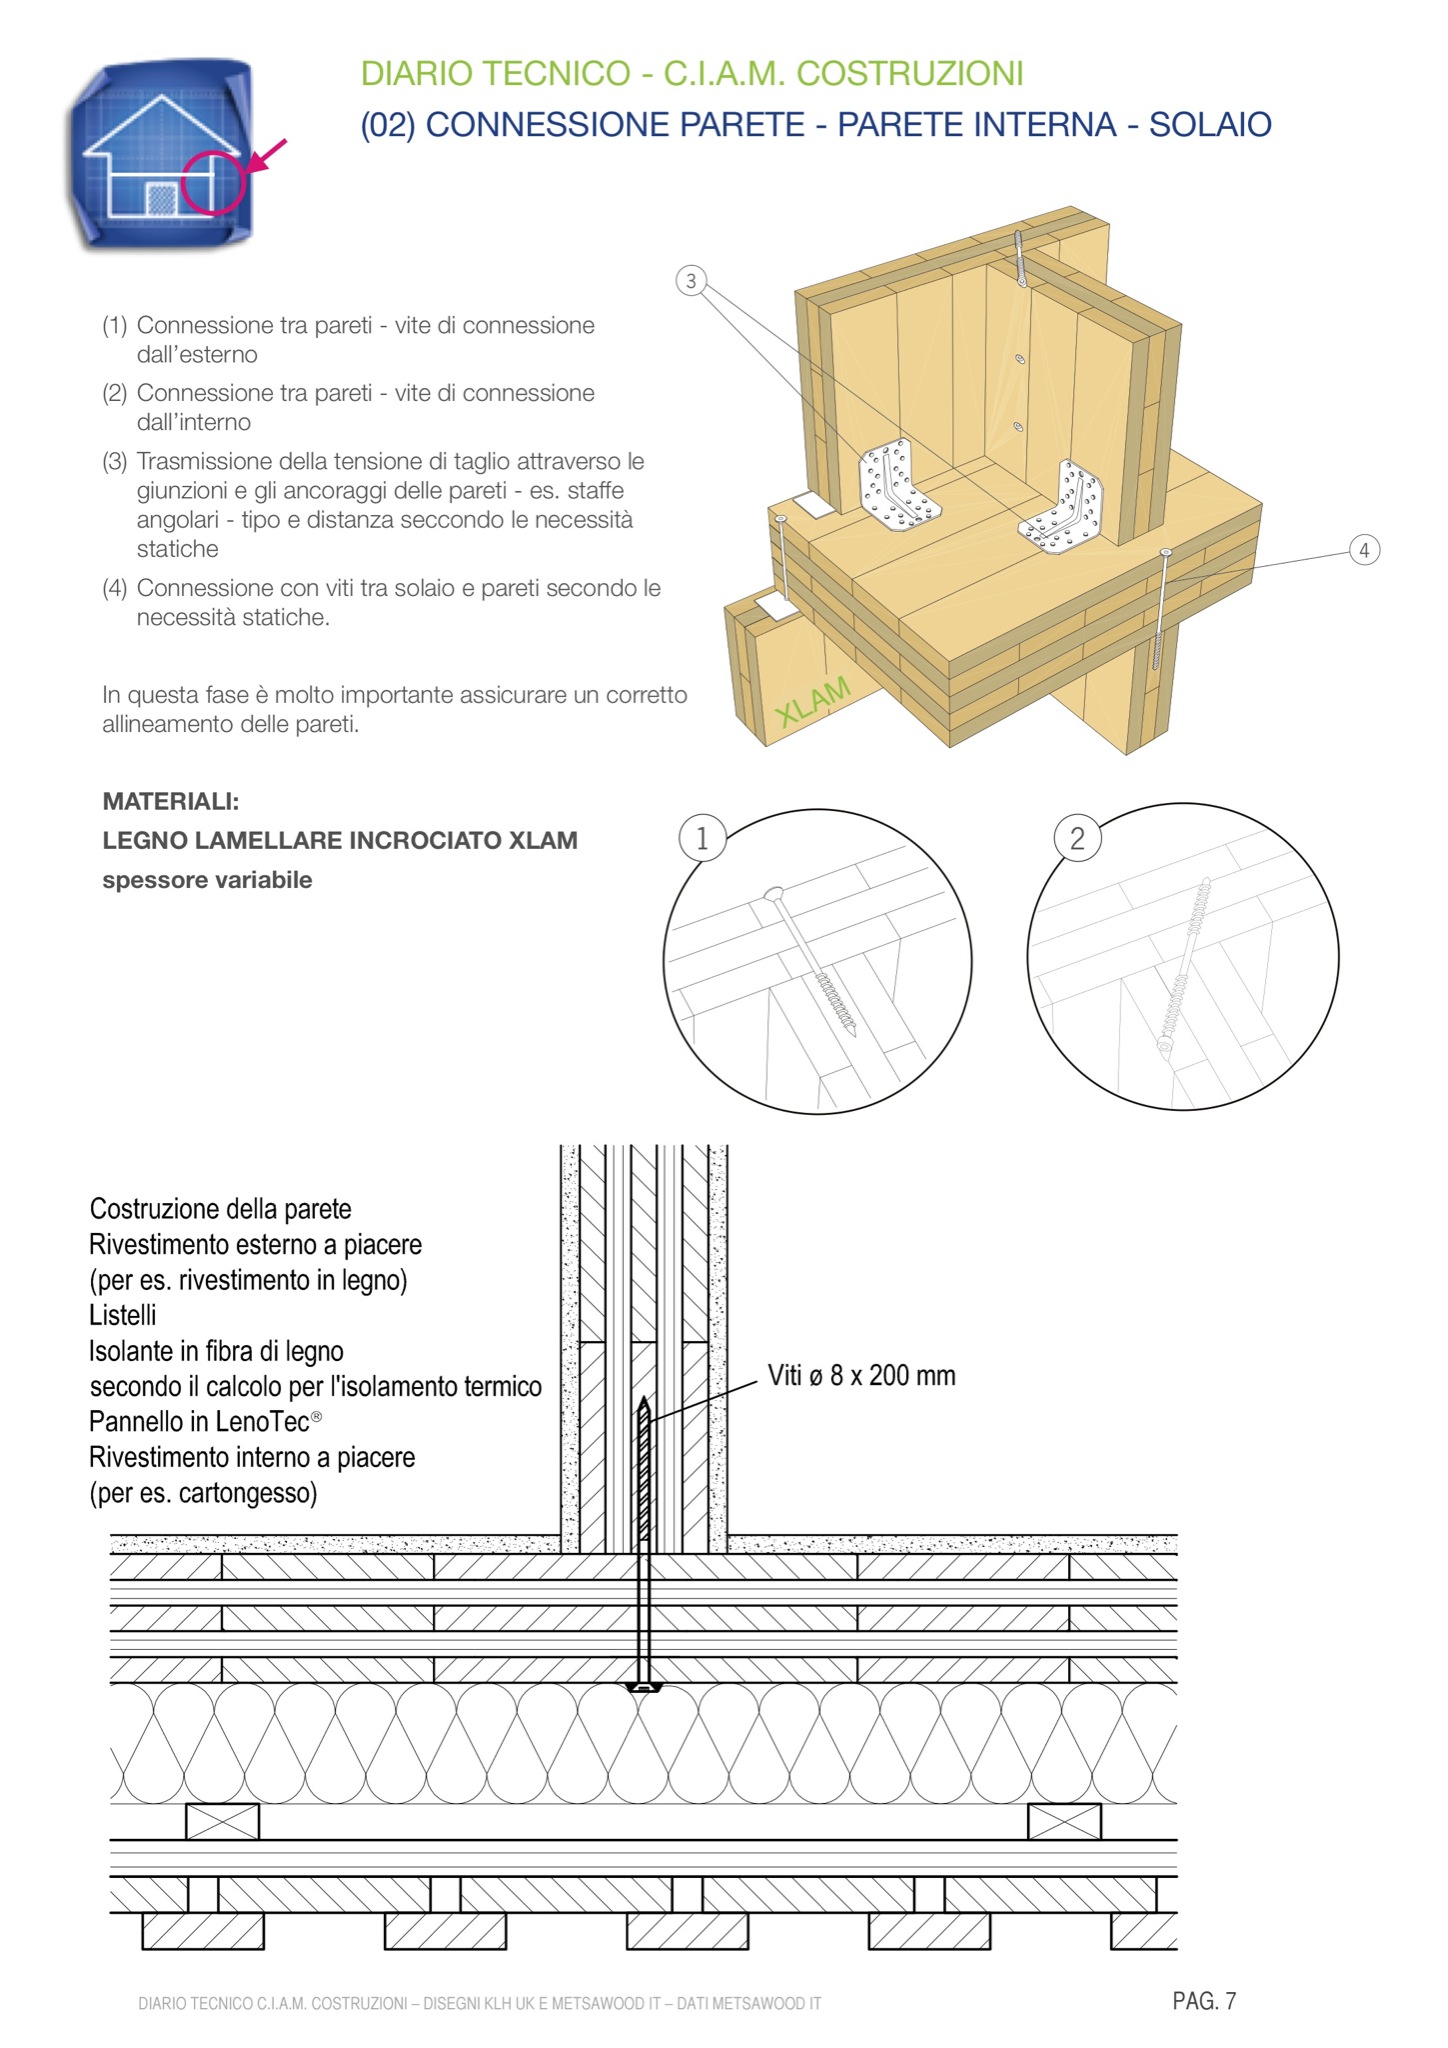 DIARIO TECNICO - C.I.A.M. COSTRUZIONI
(02) CONNESSIONE PARETE - PARETE INTERNA - SOLAIO
3
(1) Connessione tra pareti - vite di connessione
dall’esterno
(2) Connessione tra pareti - vite di connessione
dall’interno
(3) Trasmissione della tensione di taglio attraverso le
giunzioni e gli ancoraggi delle pareti - es. staffe
angolari - tipo e distanza seccondo le necessità
statiche
(4) Connessione con viti tra solaio e pareti secondo le
necessità statiche.
4
XLAM
In questa fase è molto importante assicurare un corretto
allineamento delle pareti.
MATERIALI:
LEGNO LAMELLARE INCROCIATO XLAM
spessore variabile
1
2
Costruzione della parete
Rivestimento esterno a piacere
(per es. rivestimento in legno)
Listelli
Isolante in fibra di legno
secondo il calcolo per l'isolamento termico
Pannello in LenoTec®
Rivestimento interno a piacere
(per es. cartongesso)
Viti ø 8 x 200 mm
DIARIO TECNICO C.I.A.M. COSTRUZIONI – DISEGNI KLH UK E METSAWOOD IT – DATI METSAWOOD IT
PAG. 7